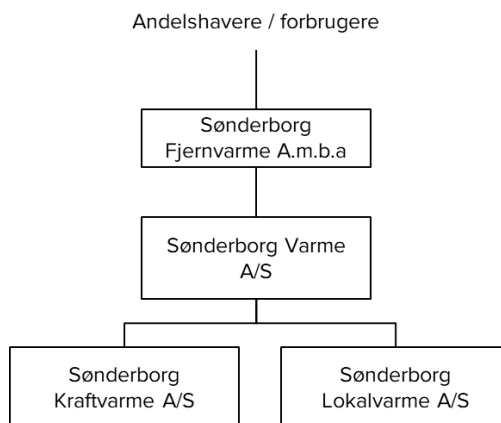 Andelshavere / forbrugere
Sønderborg
Fjernvarme A.m.b.a
Sønderborg Varme
A/S
Sønderborg
Kraftvarme A/S
Sønderborg
Lokalvarme A/S